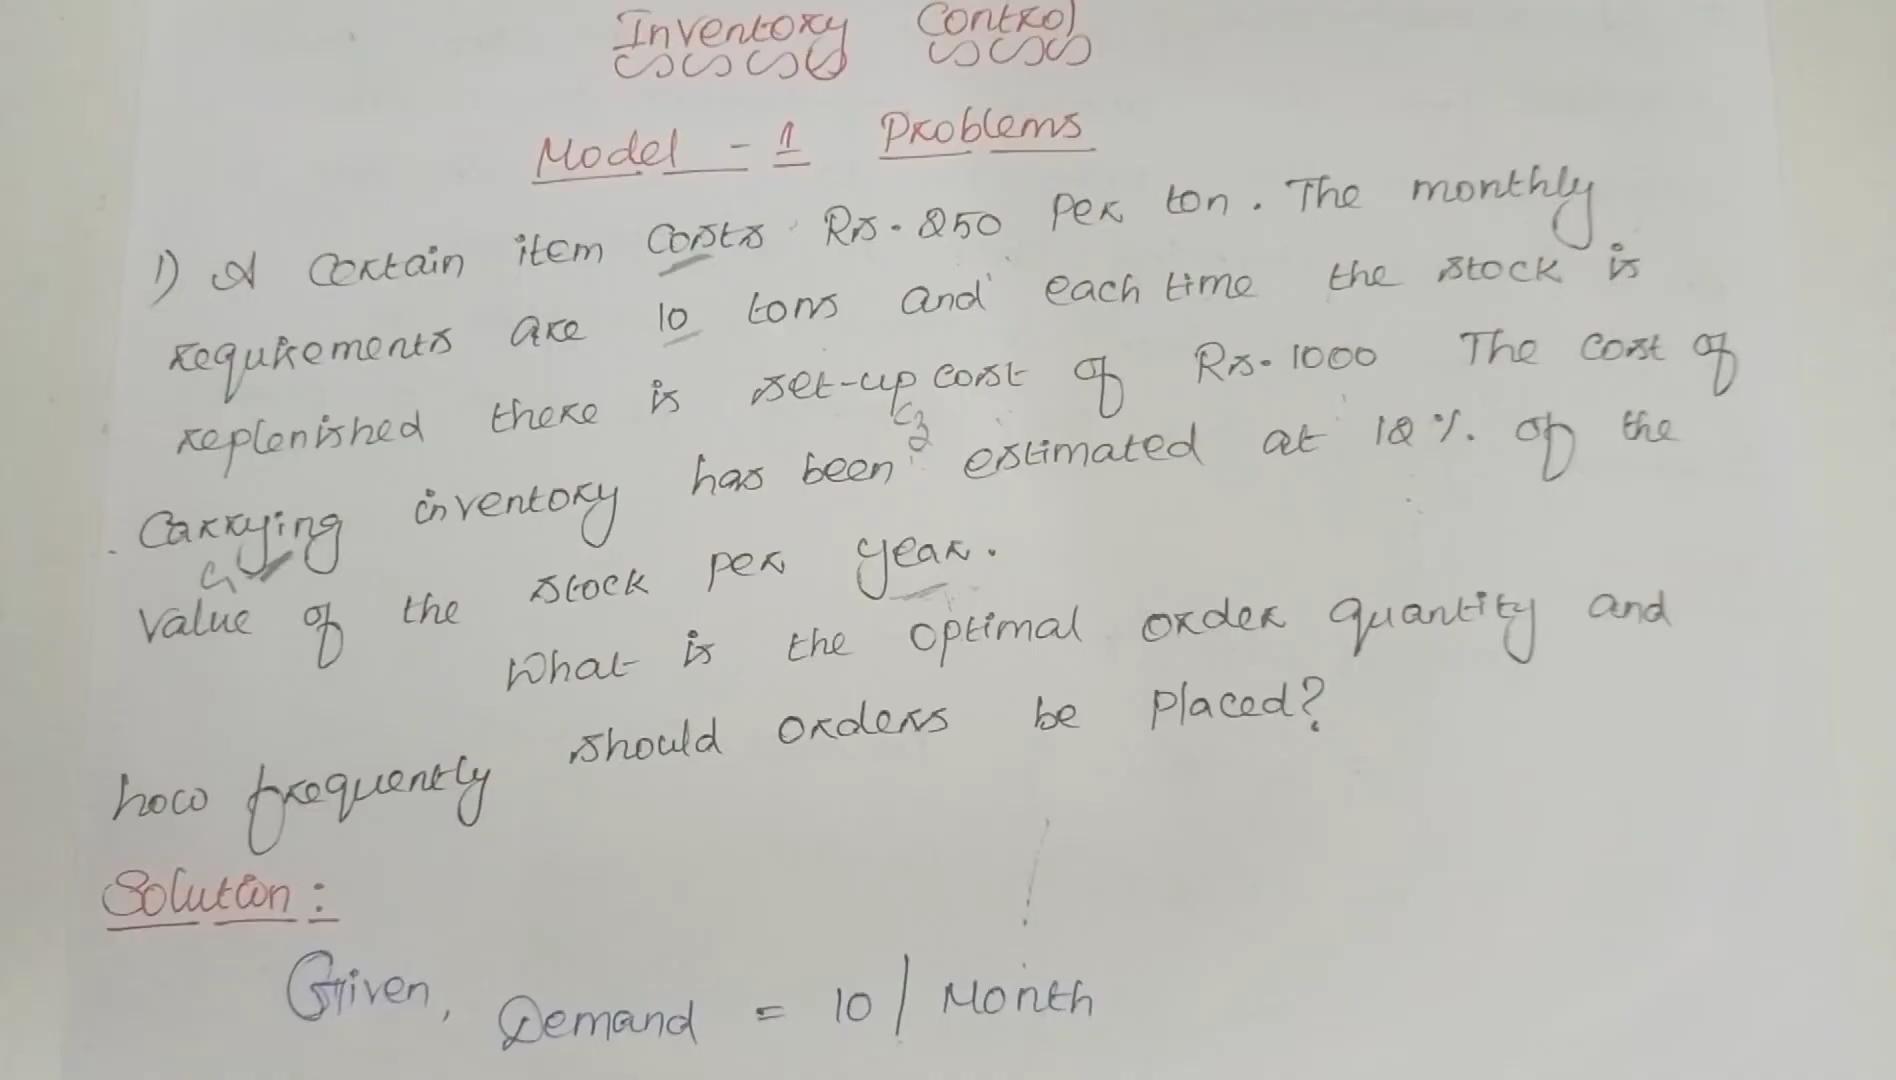 Inventory Control
Model - 1 Problems
1) A certain item costs Rs. 250 per ton. The monthly
requirements are 10 tons and each time the stock is
replenished there is set-up cost of Rs. 1000 The cost of
C3
carrying inventory has been estimated at 12%. of the
C1
value of the stock per year.
What is the optimal order quantity and
how frequently should orders be placed?
Solution:
Given, Demand = 10 / Month